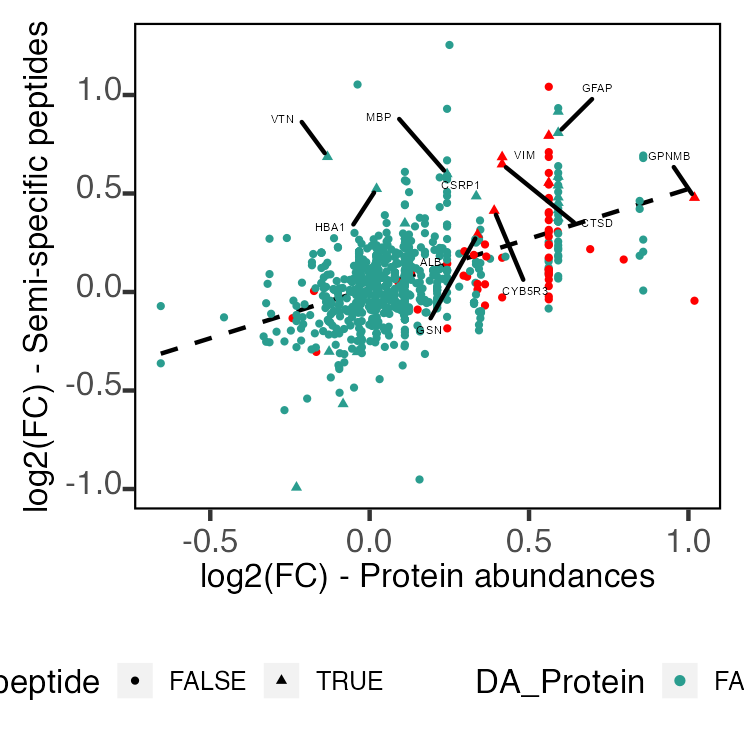 log2(FC) - Semi-specific peptides
1.0
0.5
0.0
-0.5
-1.0
VTN
MBP
GFAP
CSRP1
VIM
GPNMB
HBA1
CTSD
ALB
CYB5R3
GSN
-0.5 0.0 0.5 1.0
log2(FC) - Protein abundances
peptide FALSE TRUE DA_Protein FA